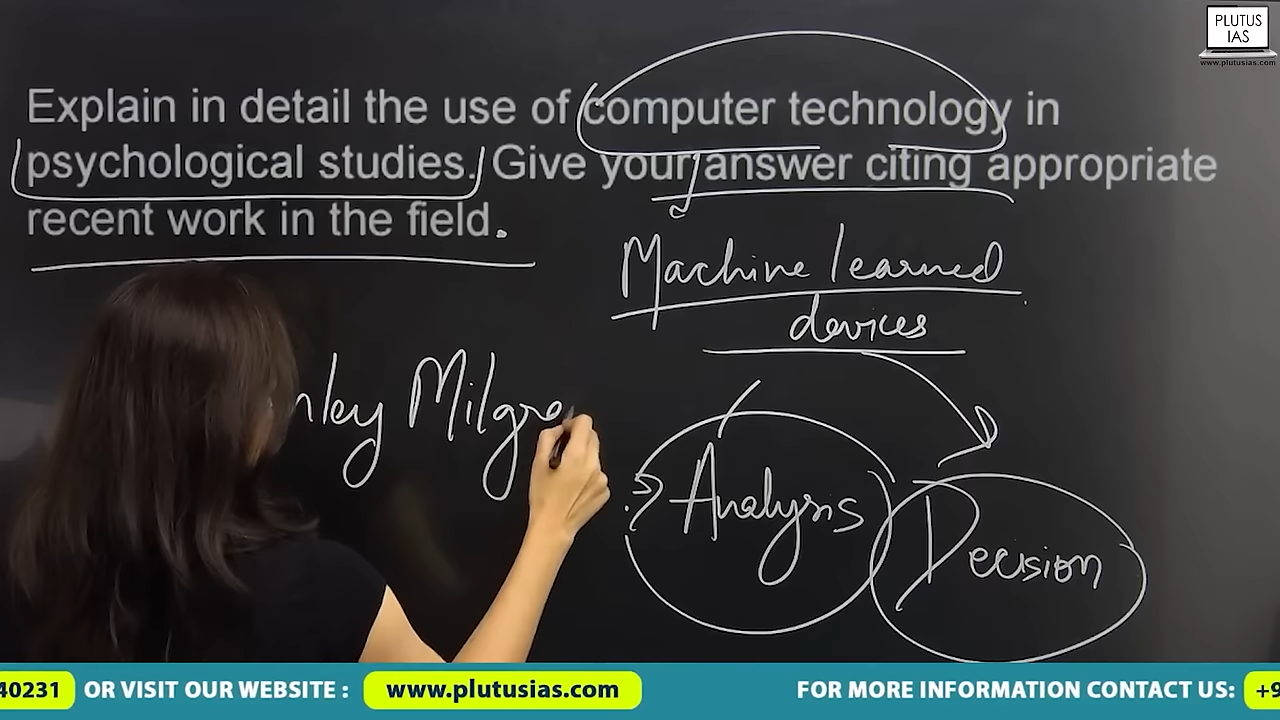 PLUTUS
IAS
www.plutusias.com
Explain in detail the use of computer technology in
psychological studies. Give your answer citing appropriate
recent work in the field.
Machine learned
devices
nley Milgra
Analysis
Decision
40231 OR VISIT OUR WEBSITE : www.plutusias.com FOR MORE INFORMATION CONTACT US: +9